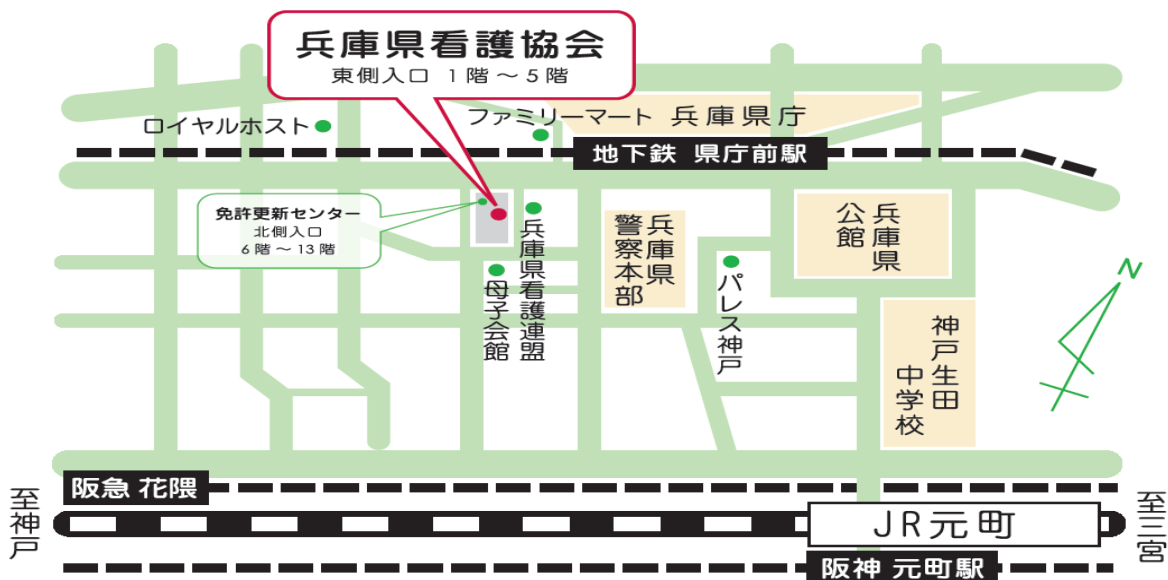 兵庫県看護協会
東側入口 1階～5階
ロイヤルホスト
ファミリーマート
兵庫県庁
地下鉄 県庁前駅
免許更新センター
北側入口
6階～13階
兵庫県看護連盟
母子会館
兵庫県
警察本部
パレス神戸
兵庫県
公館
神戸生田
中学校
N
阪急 花隈
至神戸
JR元町
至三宮
阪神 元町駅